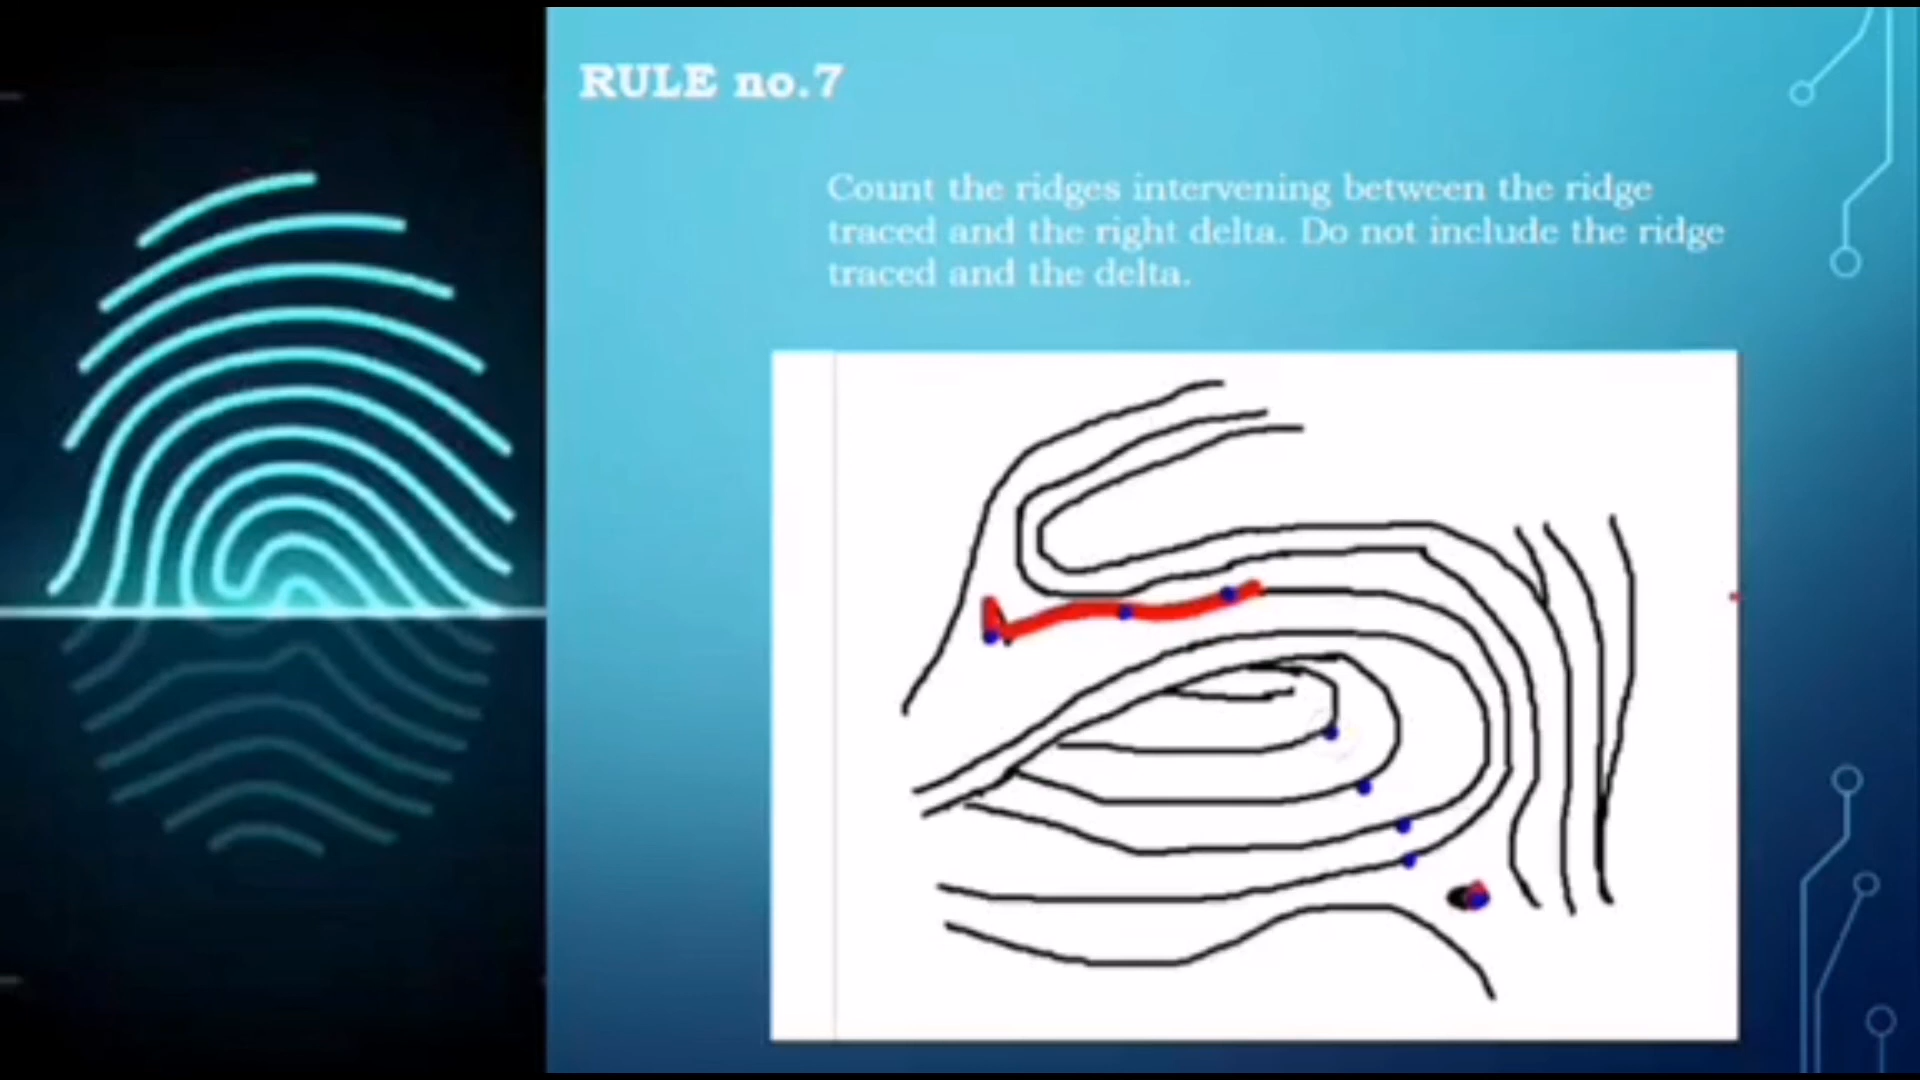 RULE no.7
Count the ridges intervening between the ridge
traced and the right delta. Do not include the ridge
traced and the delta.